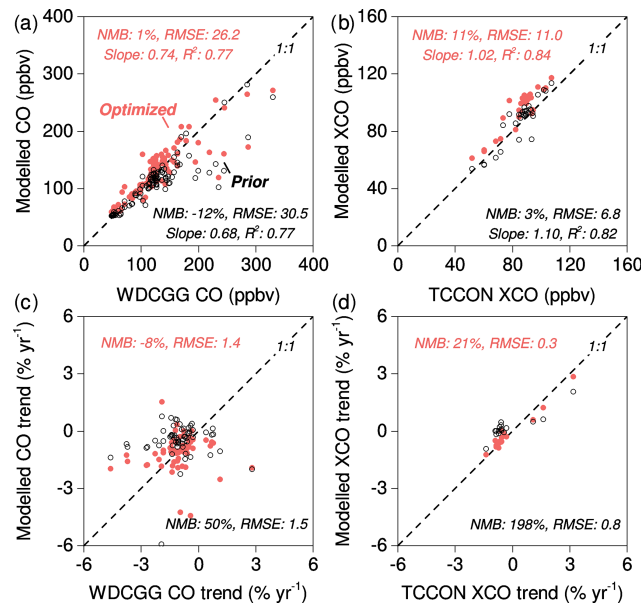 (a)
400
300
200
100
0
Modelled CO (ppbv)
NMB: 1%, RMSE: 26.2
Slope: 0.74, R²: 0.77
1:1
Optimized
Prior
NMB: -12%, RMSE: 30.5
Slope: 0.68, R²: 0.77
0 100 200 300 400
WDCGG CO (ppbv)
(b)
160
120
80
40
0
Modelled XCO (ppbv)
NMB: 11%, RMSE: 11.0
Slope: 1.02, R²: 0.84
1:1
NMB: 3%, RMSE: 6.8
Slope: 1.10, R²: 0.82
0 40 80 120 160
TCCON XCO (ppbv)
(c)
6
3
0
-3
-6
Modelled CO trend (% yr⁻¹)
NMB: -8%, RMSE: 1.4
1:1
NMB: 50%, RMSE: 1.5
-6 -3 0 3 6
WDCGG CO trend (% yr⁻¹)
(d)
6
3
0
-3
-6
Modelled XCO trend (% yr⁻¹)
NMB: 21%, RMSE: 0.3
1:1
NMB: 198%, RMSE: 0.8
-6 -3 0 3 6
TCCON XCO trend (% yr⁻¹)